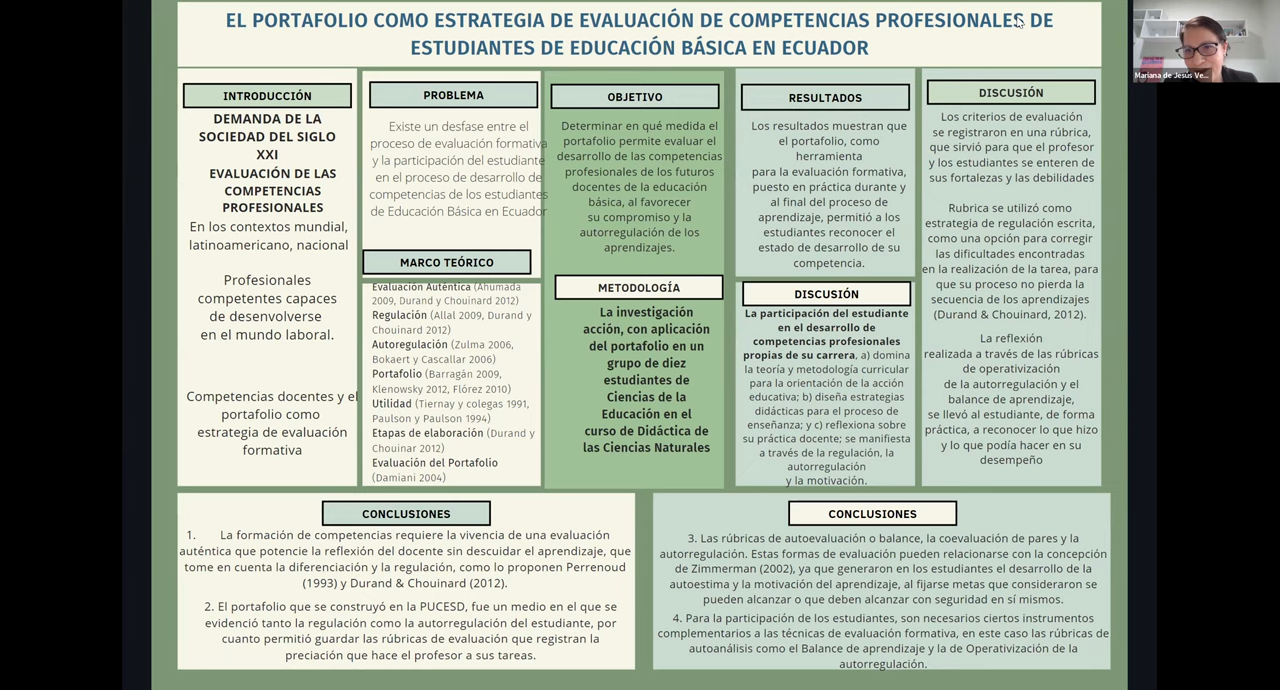 EL PORTAFOLIO COMO ESTRATEGIA DE EVALUACIÓN DE COMPETENCIAS PROFESIONALES DE
ESTUDIANTES DE EDUCACIÓN BÁSICA EN ECUADOR
Mariana de Jesús Ve...
INTRODUCCIÓN
DEMANDA DE LA
SOCIEDAD DEL SIGLO
XXI
EVALUACIÓN DE LAS
COMPETENCIAS
PROFESIONALES
En los contextos mundial,
latinoamericano, nacional
Profesionales
competentes capaces
de desenvolverse
en el mundo laboral.
Competencias docentes y el
portafolio como
estrategia de evaluación
formativa
PROBLEMA
Existe un desfase entre el
proceso de evaluación formativa
y la participación del estudiante
en el proceso de desarrollo de
competencias de los estudiantes
de Educación Básica en Ecuador
MARCO TEÓRICO
Evaluación Auténtica (Ahumada
2009, Durand y Chouinard 2012)
Regulación (Allal 2009, Durand y
Chouinard 2012)
Autoregulación (Zulma 2006,
Bokaert y Cascallar 2006)
Portafolio (Barragán 2009,
Klenowsky 2012, Flórez 2010)
Utilidad (Tiernay y colegas 1991,
Paulson y Paulson 1994)
Etapas de elaboración (Durand y
Chouinar 2012)
Evaluación del Portafolio
(Damiani 2004)
OBJETIVO
Determinar en qué medida el
portafolio permite evaluar el
desarrollo de las competencias
profesionales de los futuros
docentes de la educación
básica, al favorecer
su compromiso y la
autorregulación de los
aprendizajes.
METODOLOGÍA
La investigación
acción, con aplicación
del portafolio en un
grupo de diez
estudiantes de
Ciencias de la
Educación en el
curso de Didáctica de
las Ciencias Naturales
RESULTADOS
Los resultados muestran que
el portafolio, como
herramienta
para la evaluación formativa,
puesto en práctica durante y
al final del proceso de
aprendizaje, permitió a los
estudiantes reconocer el
estado de desarrollo de su
competencia.
DISCUSIÓN
La participación del estudiante
en el desarrollo de
competencias profesionales
propias de su carrera, a) domina
la teoría y metodología curricular
para la orientación de la acción
educativa; b) diseña estrategias
didácticas para el proceso de
enseñanza; y c) reflexiona sobre
su práctica docente; se manifiesta
a través de la regulación, la
autorregulación
y la motivación.
DISCUSIÓN
Los criterios de evaluación
se registraron en una rúbrica,
que sirvió para que el profesor
y los estudiantes se enteren de
sus fortalezas y las debilidades
Rubrica se utilizó como
estrategia de regulación escrita,
como una opción para corregir
las dificultades encontradas
en la realización de la tarea, para
que su proceso no pierda la
secuencia de los aprendizajes
(Durand & Chouinard, 2012).
La reflexión
realizada a través de las rúbricas
de operativización
de la autorregulación y el
balance de aprendizaje,
se llevó al estudiante, de forma
práctica, a reconocer lo que hizo
y lo que podía hacer en su
desempeño
CONCLUSIONES
1. La formación de competencias requiere la vivencia de una evaluación
auténtica que potencie la reflexión del docente sin descuidar el aprendizaje, que
tome en cuenta la diferenciación y la regulación, como lo proponen Perrenoud
(1993) y Durand & Chouinard (2012).
2. El portafolio que se construyó en la PUCESD, fue un medio en el que se
evidenció tanto la regulación como la autorregulación del estudiante, por
cuanto permitió guardar las rúbricas de evaluación que registran la
preciación que hace el profesor a sus tareas.
CONCLUSIONES
3. Las rúbricas de autoevaluación o balance, la coevaluación de pares y la
autorregulación. Estas formas de evaluación pueden relacionarse con la concepción
de Zimmerman (2002), ya que generaron en los estudiantes el desarrollo de la
autoestima y la motivación del aprendizaje, al fijarse metas que consideraron se
pueden alcanzar o que deben alcanzar con seguridad en sí mismos.
4. Para la participación de los estudiantes, son necesarios ciertos instrumentos
complementarios a las técnicas de evaluación formativa, en este caso las rúbricas de
autoanálisis como el Balance de aprendizaje y la de Operativización de la
autorregulación.